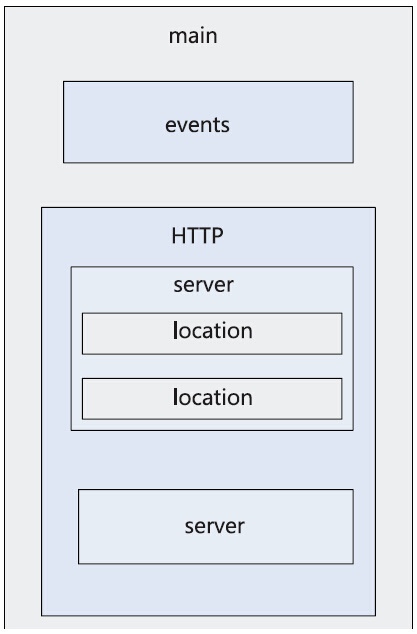 main
events
HTTP
server
location
location
server